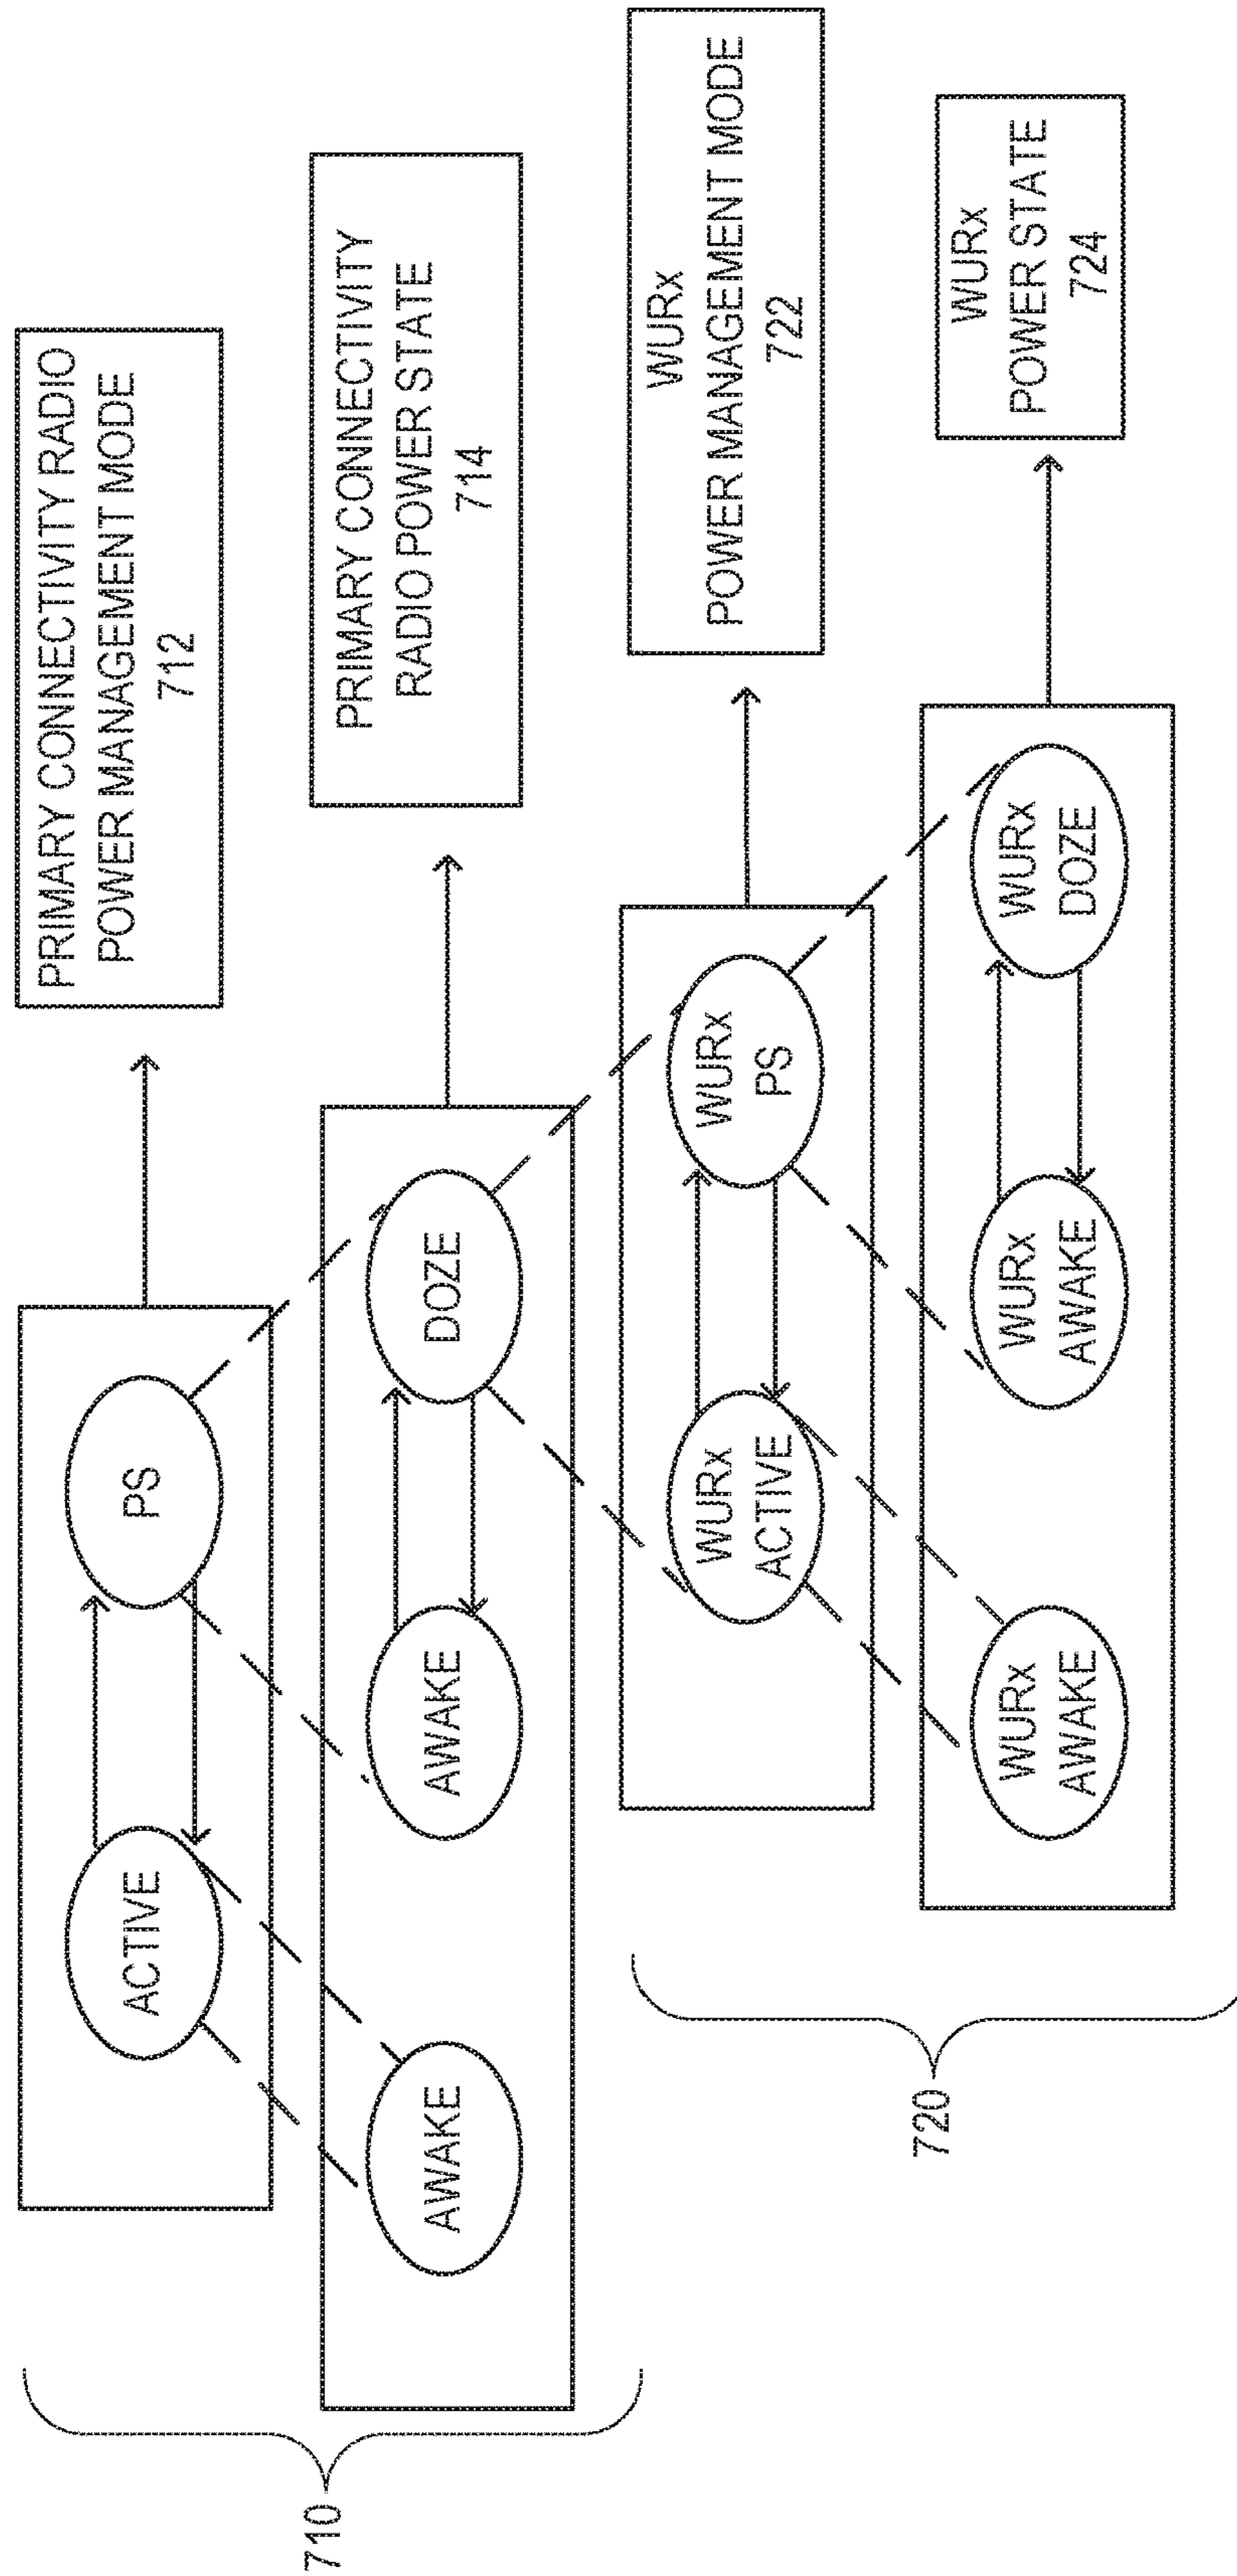 ACTIVE
PS
PRIMARY CONNECTIVITY RADIO
POWER MANAGEMENT MODE
712
710
AWAKE
AWAKE
DOZE
PRIMARY CONNECTIVITY
RADIO POWER STATE
714
WURx
ACTIVE
WURx
PS
WURx
POWER MANAGEMENT MODE
722
720
WURx
AWAKE
WURx
AWAKE
WURx
DOZE
WURx
POWER STATE
724